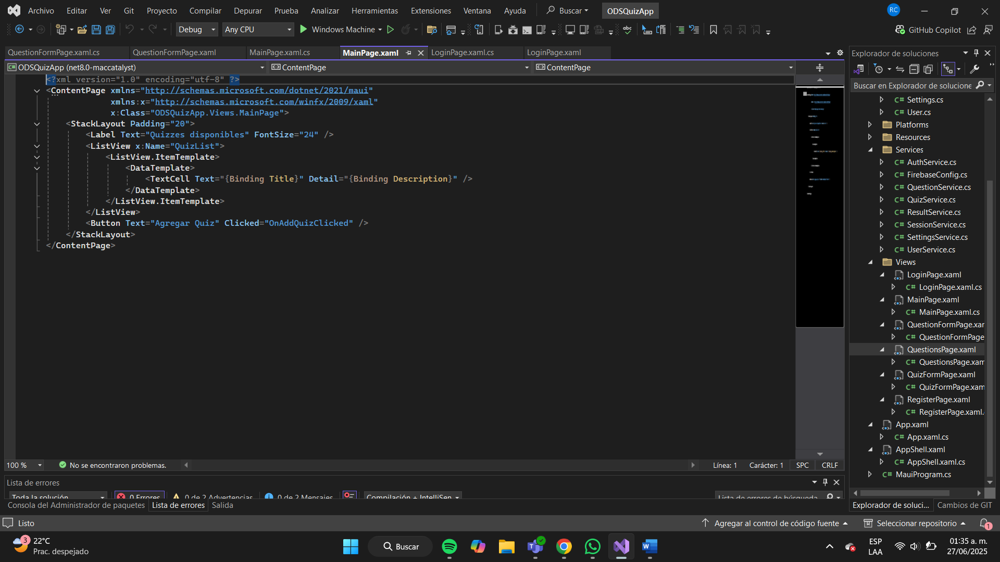 Archivo Editar Ver Git Proyecto Compilar Depurar Prueba Analizar Herramientas Extensiones Ventana Ayuda Buscar ODSQuizApp RC
Debug Any CPU Windows Machine abc GitHub Copilot
QuestionFormPage.xaml.cs QuestionFormPage.xaml MainPage.xaml.cs MainPage.xaml LoginPage.xaml.cs LoginPage.xaml
ODSQuizApp (net8.0-maccatalyst) ContentPage ContentPage
<?xml version="1.0" encoding="utf-8" ?>
<ContentPage xmlns="http://schemas.microsoft.com/dotnet/2021/maui"
xmlns:x="http://schemas.microsoft.com/winfx/2009/xaml"
x:Class="ODSQuizApp.Views.MainPage">
<StackLayout Padding="20">
<Label Text="Quizzes disponibles" FontSize="24" />
<ListView x:Name="QuizList">
<ListView.ItemTemplate>
<DataTemplate>
<TextCell Text="{Binding Title}" Detail="{Binding Description}" />
</DataTemplate>
</ListView.ItemTemplate>
</ListView>
<Button Text="Agregar Quiz" Clicked="OnAddQuizClicked" />
</StackLayout>
</ContentPage>
100 % No se encontraron problemas. Línea: 1 Carácter: 1 SPC CRLF
Lista de errores
Toda la solución 0 Errores 0 de 2 Advertencias 0 de 2 Mensajes Compilación + IntelliSen Lista de errores de búsqueda
Consola del Administrador de paquetes Lista de errores Salida
Explorador de soluciones
Buscar en Explorador de solucione
C# Settings.cs
C# User.cs
Platforms
Resources
Services
C# AuthService.cs
C# FirebaseConfig.cs
C# QuestionService.cs
C# QuizService.cs
C# ResultService.cs
C# SessionService.cs
C# SettingsService.cs
C# UserService.cs
Views
LoginPage.xaml
C# LoginPage.xaml.cs
MainPage.xaml
C# MainPage.xaml.cs
QuestionFormPage.xar
C# QuestionFormPage
QuestionsPage.xaml
C# QuestionsPage.xam
QuizFormPage.xaml
C# QuizFormPage.xam
RegisterPage.xaml
C# RegisterPage.xaml.
App.xaml
C# App.xaml.cs
AppShell.xaml
C# AppShell.xaml.cs
C# MauiProgram.cs
Explorador de soluci... Cambios de GIT
Listo Agregar al control de código fuente Seleccionar repositorio 1
3 22°C
Prac. despejado
Buscar
ESP
LAA
01:35 a. m.
27/06/2025